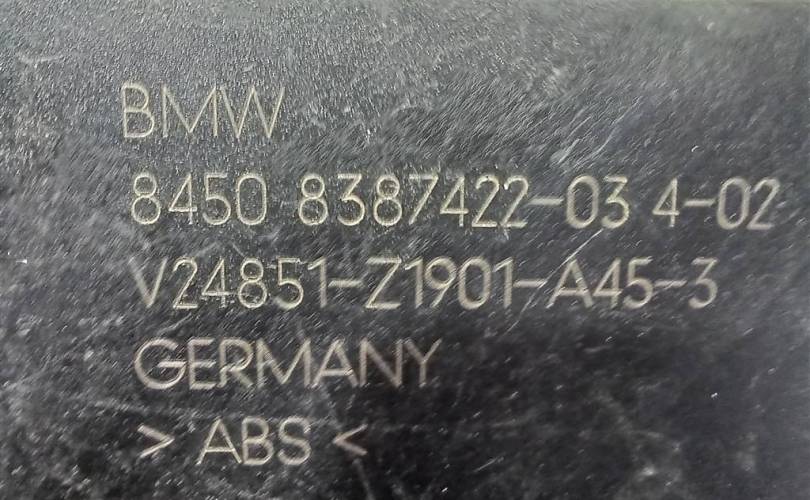 BMW
8450 8387422-03 4-02
V24851-Z1901-A45-3
GERMANY
> ABS <